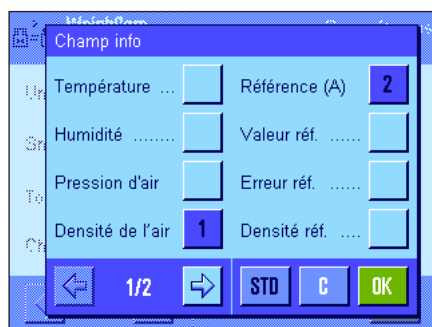 WeighCom
Champ info
Température ...
Référence (A) 2
Humidité ........
Valeur réf. ......
Pression d'air
Erreur réf. ......
Densité de l'air 1
Densité réf. ....
1/2 STD C OK